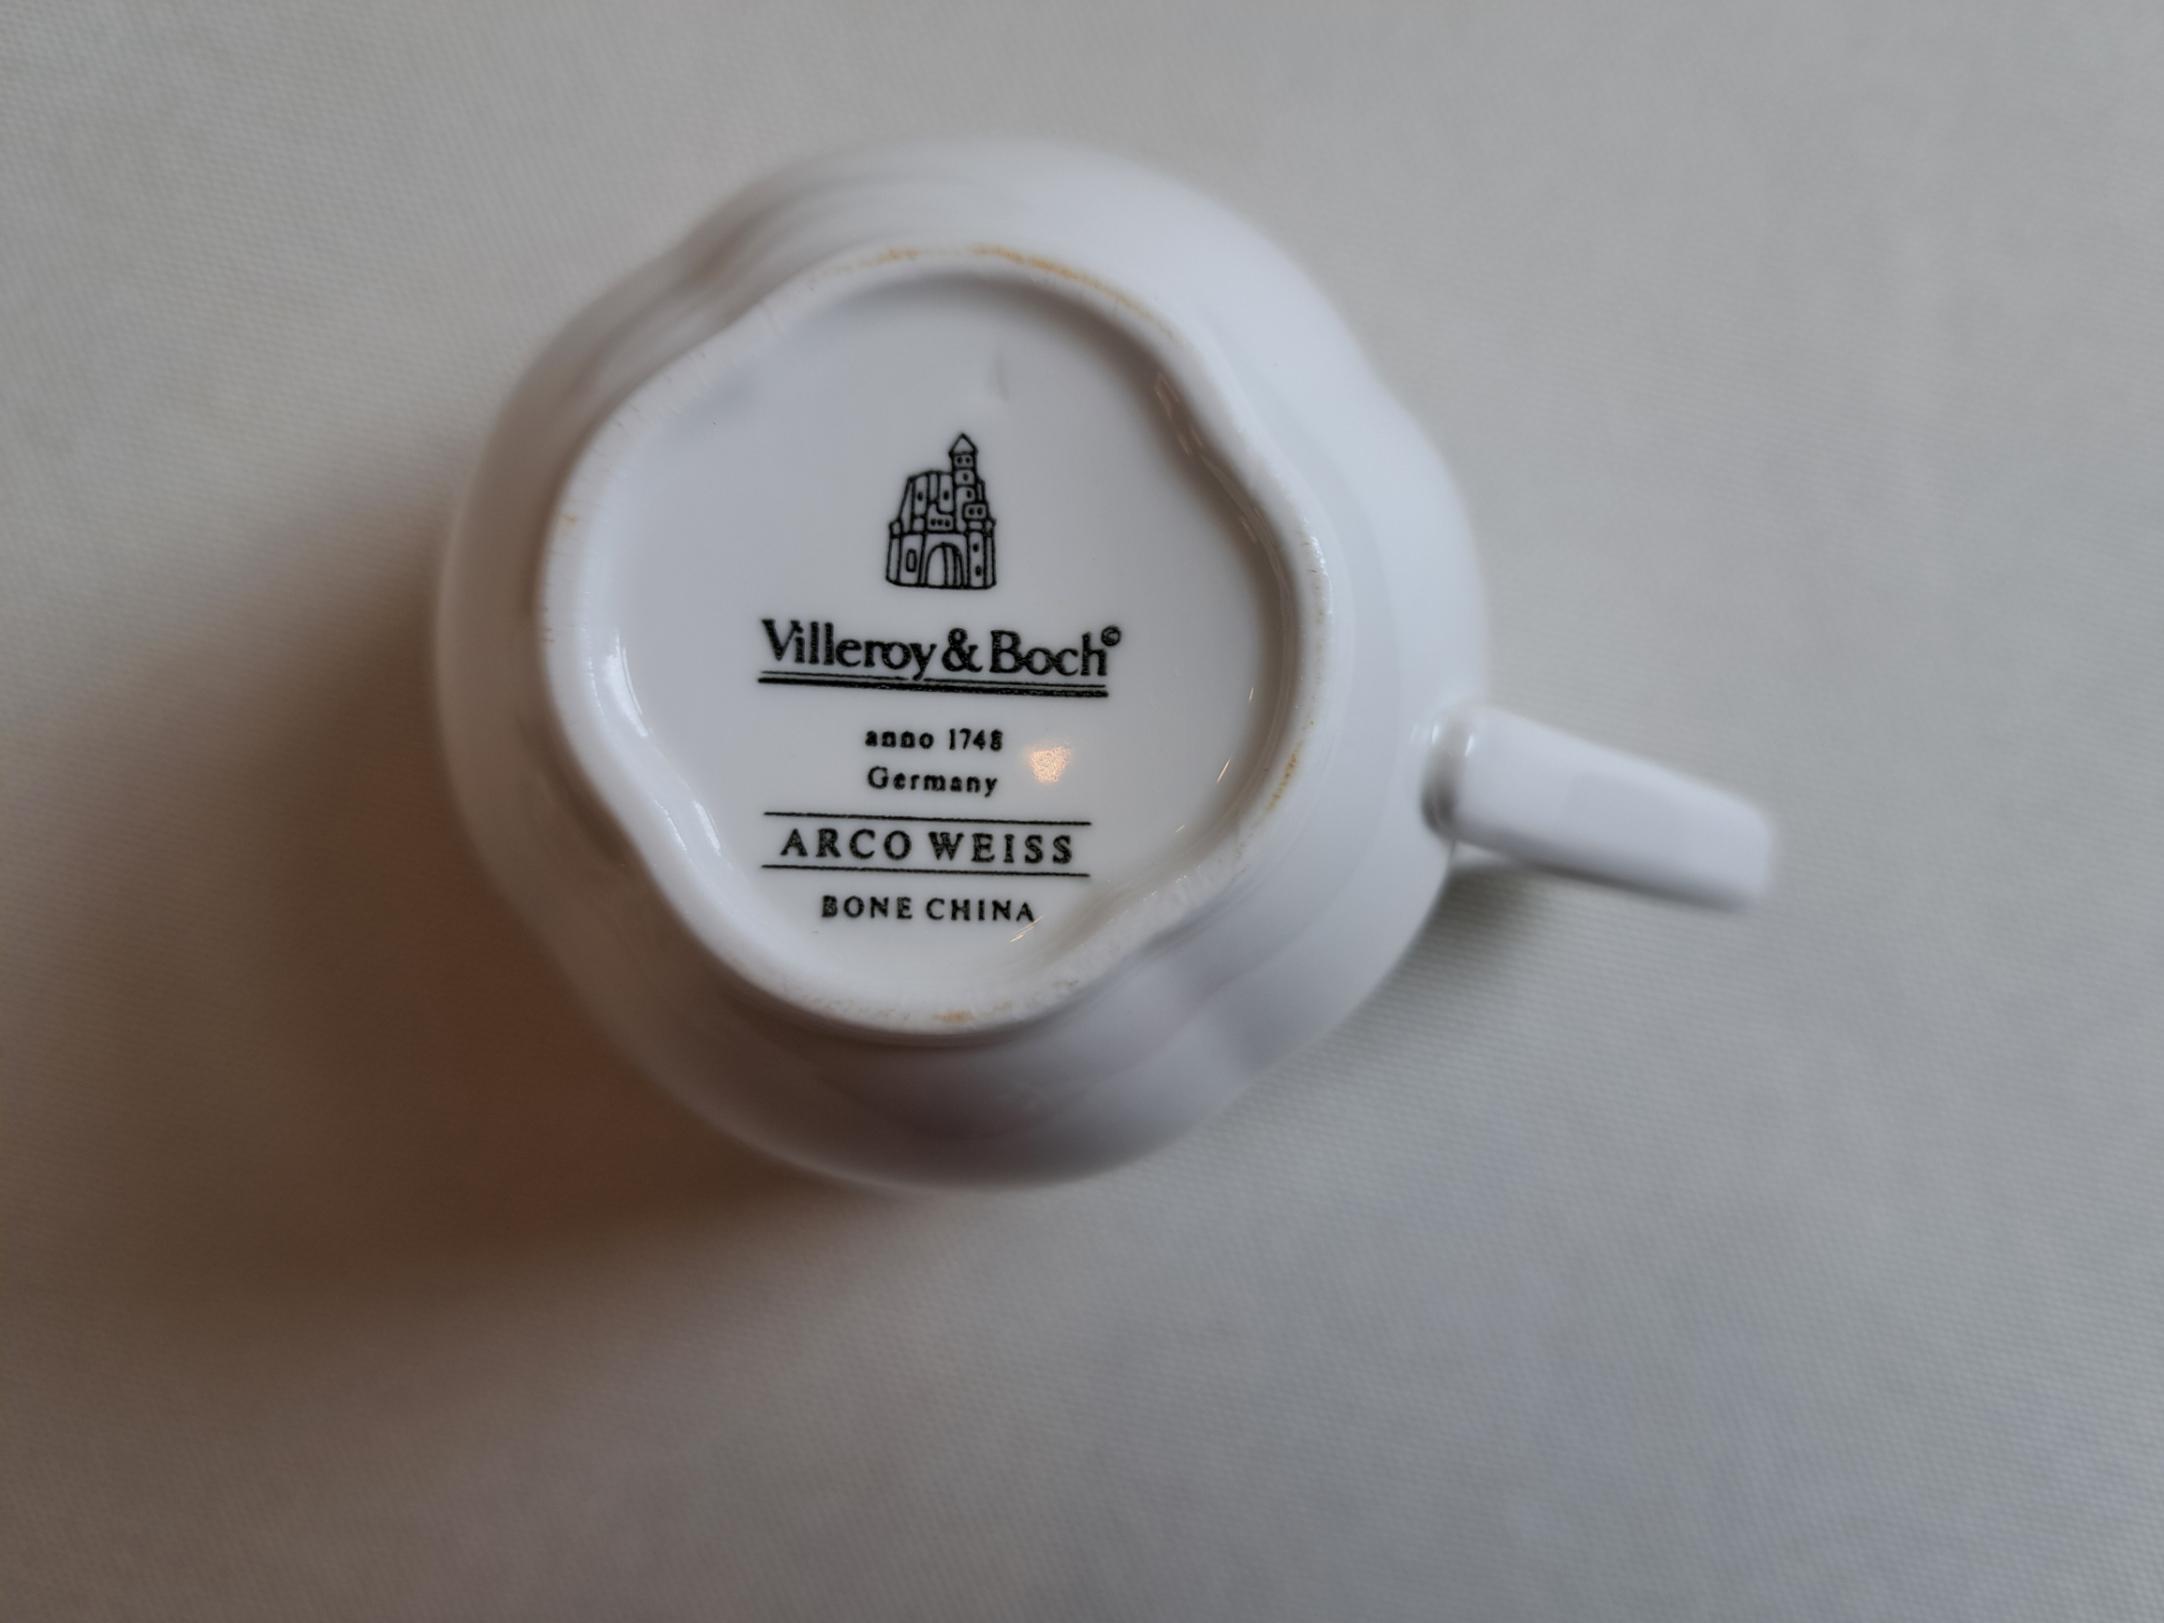 Villeroy & Boch©
anno 1748
Germany
ARCO WEISS
BONE CHINA